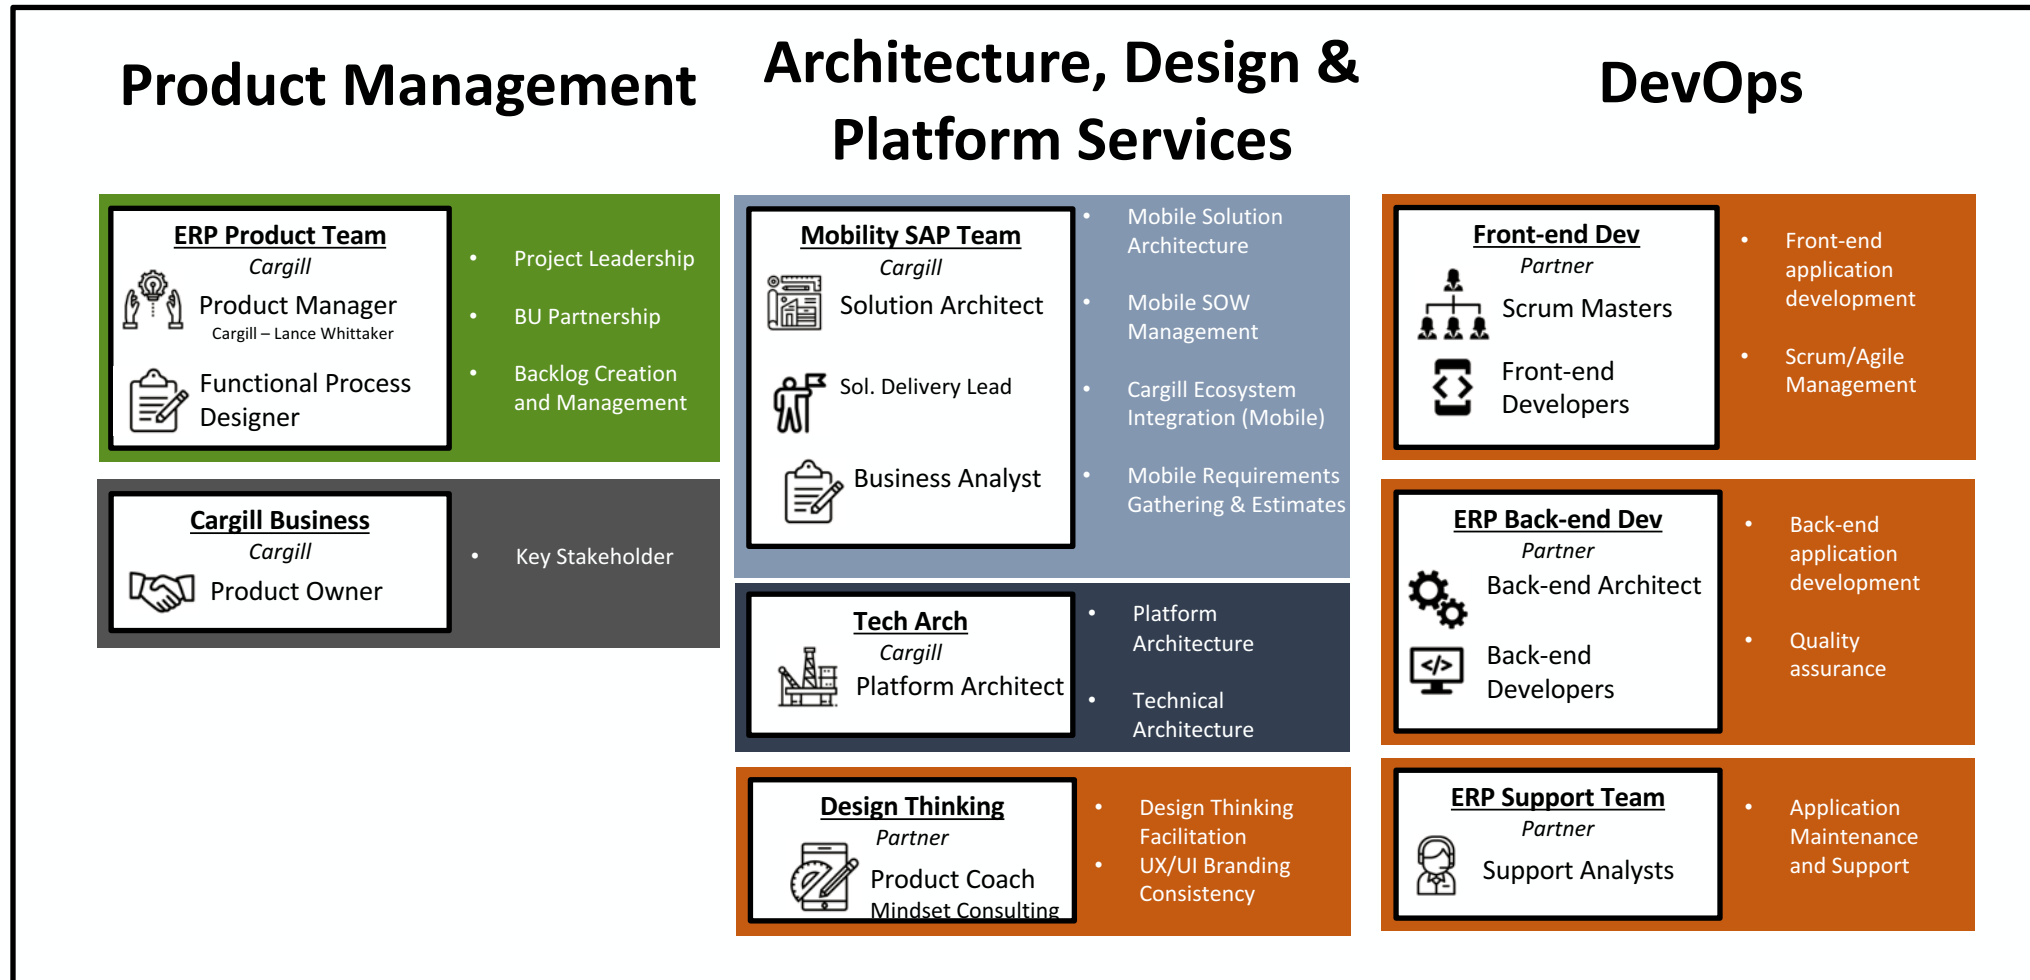 Product Management
Architecture, Design &
Platform Services
DevOps
ERP Product Team
Cargill
Product Manager
Cargill – Lance Whittaker
Functional Process
Designer
• Project Leadership
• BU Partnership
• Backlog Creation
and Management
Cargill Business
Cargill
Product Owner
• Key Stakeholder
Mobility SAP Team
Cargill
Solution Architect
Sol. Delivery Lead
Business Analyst
• Mobile Solution
Architecture
• Mobile SOW
Management
• Cargill Ecosystem
Integration (Mobile)
• Mobile Requirements
Gathering & Estimates
Tech Arch
Cargill
Platform Architect
• Platform
Architecture
• Technical
Architecture
Design Thinking
Partner
Product Coach
Mindset Consulting
• Design Thinking
Facilitation
• UX/UI Branding
Consistency
Front-end Dev
Partner
Scrum Masters
Front-end
Developers
• Front-end
application
development
• Scrum/Agile
Management
ERP Back-end Dev
Partner
Back-end Architect
</>
Back-end
Developers
• Back-end
application
development
• Quality
assurance
ERP Support Team
Partner
Support Analysts
• Application
Maintenance
and Support